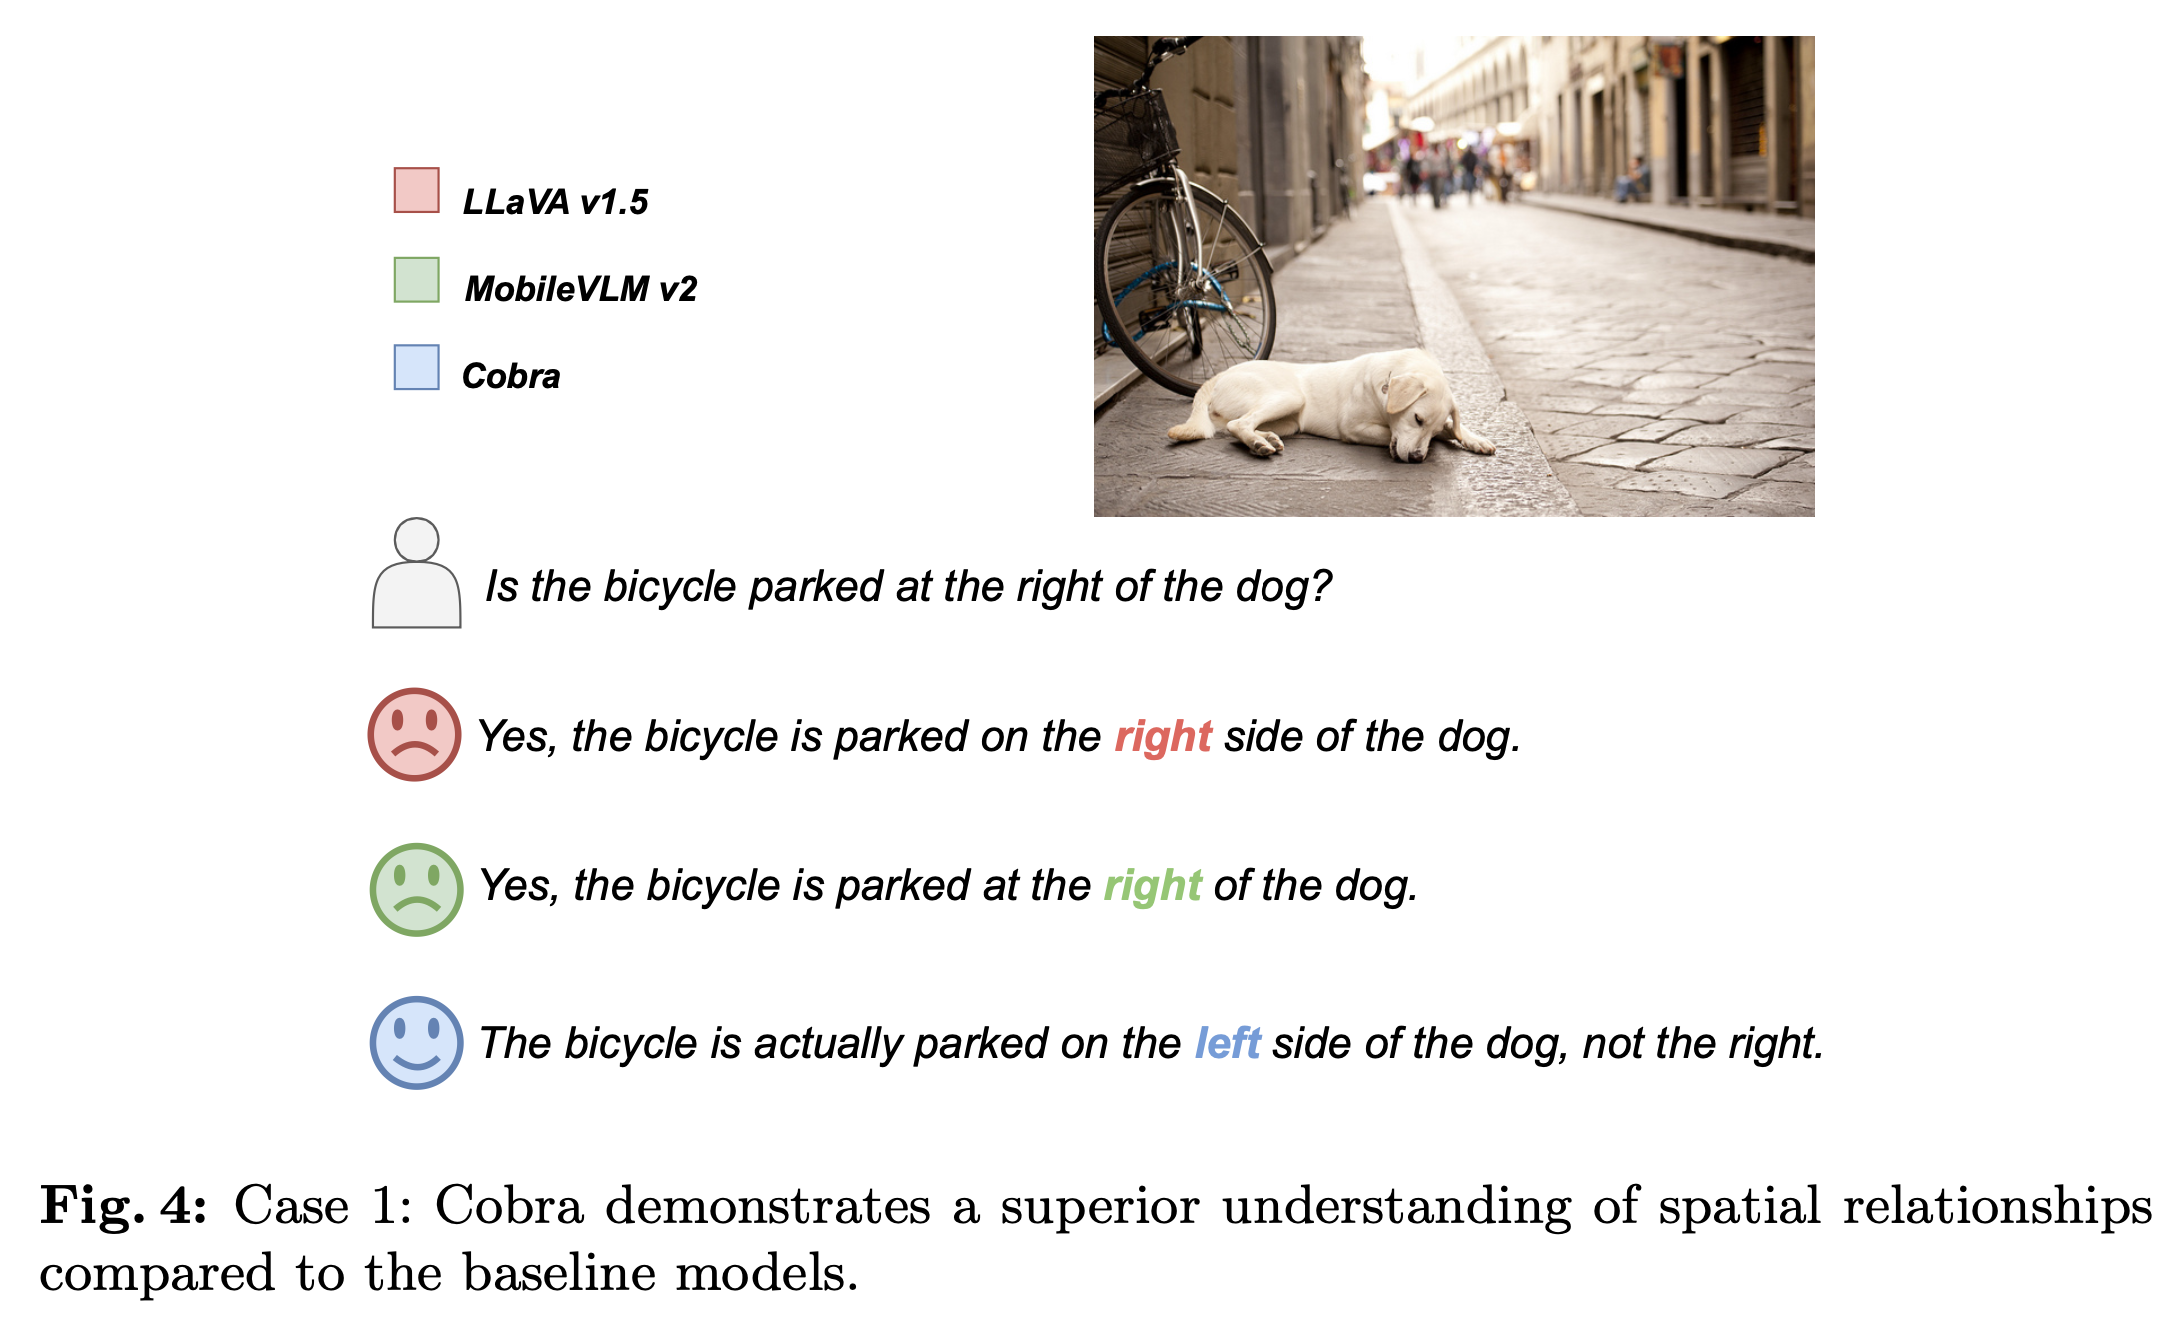 LLaVA v1.5
MobileVLM v2
Cobra
Is the bicycle parked at the right of the dog?
Yes, the bicycle is parked on the right side of the dog.
Yes, the bicycle is parked at the right of the dog.
The bicycle is actually parked on the left side of the dog, not the right.
Fig. 4: Case 1: Cobra demonstrates a superior understanding of spatial relationships
compared to the baseline models.